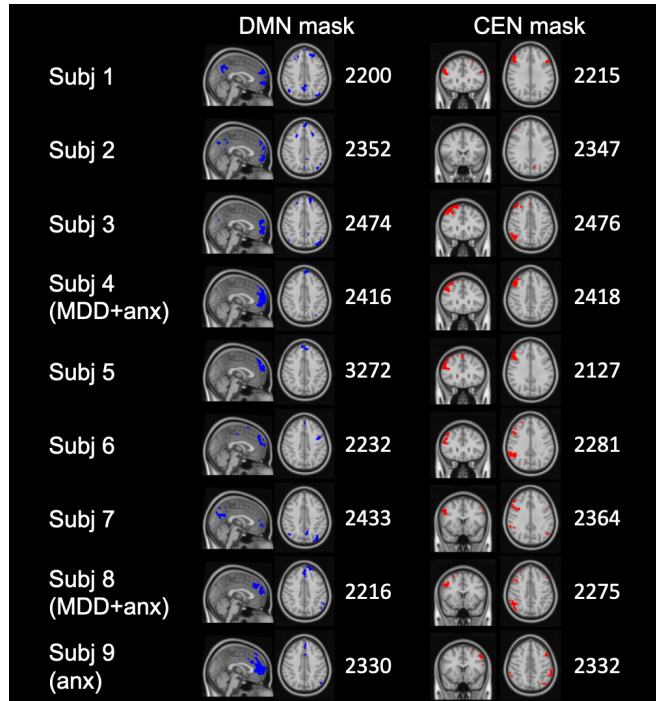 DMN mask CEN mask
Subj 1 2200 2215
Subj 2 2352 2347
Subj 3 2474 2476
Subj 4
(MDD+anx) 2416 2418
Subj 5 3272 2127
Subj 6 2232 2281
Subj 7 2433 2364
Subj 8
(MDD+anx) 2216 2275
Subj 9
(anx) 2330 2332